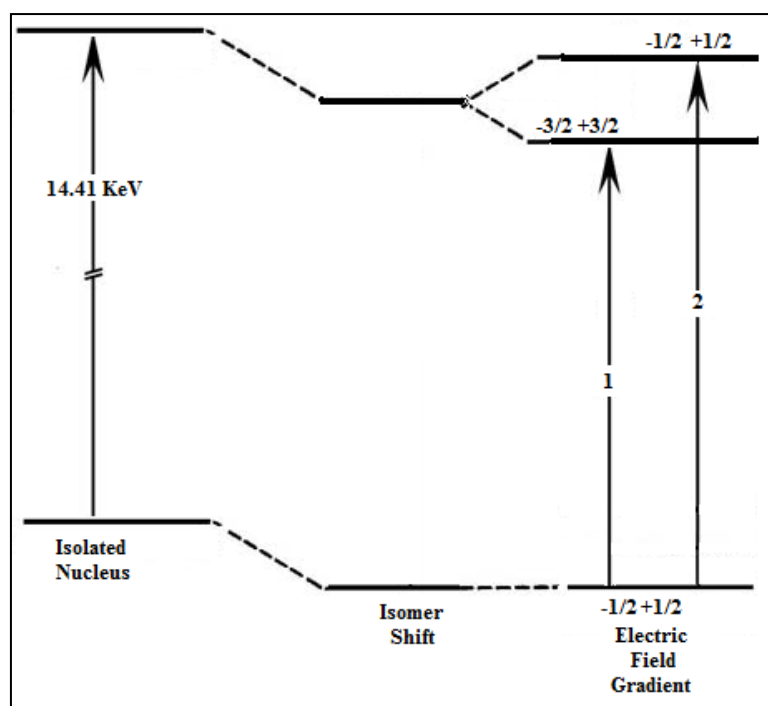 -1/2 +1/2
-3/2 +3/2
14.41 KeV
2
1
Isolated
Nucleus
Isomer
Shift
-1/2 +1/2
Electric
Field
Gradient